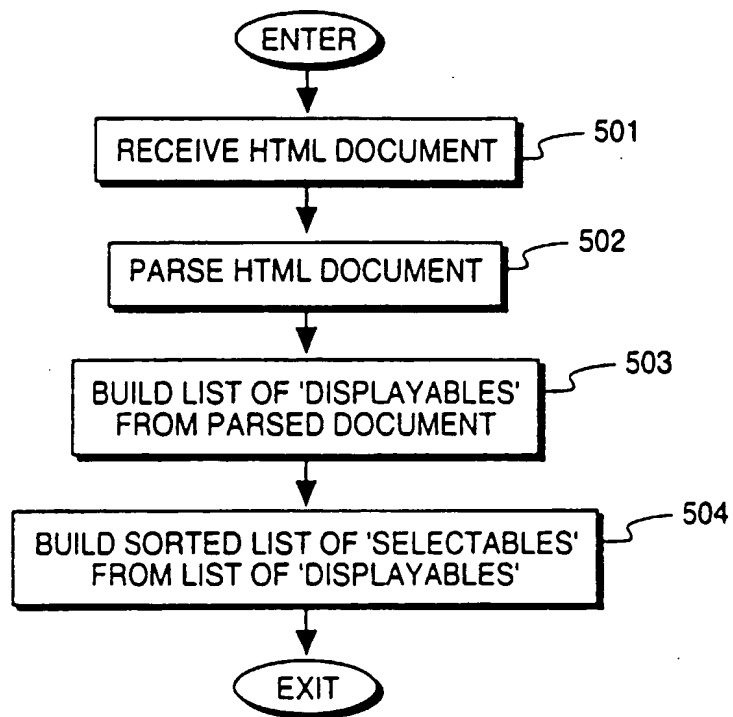 ENTER
RECEIVE HTML DOCUMENT
501
PARSE HTML DOCUMENT
502
BUILD LIST OF 'DISPLAYABLES'
FROM PARSED DOCUMENT
503
BUILD SORTED LIST OF 'SELECTABLES'
FROM LIST OF 'DISPLAYABLES'
504
EXIT